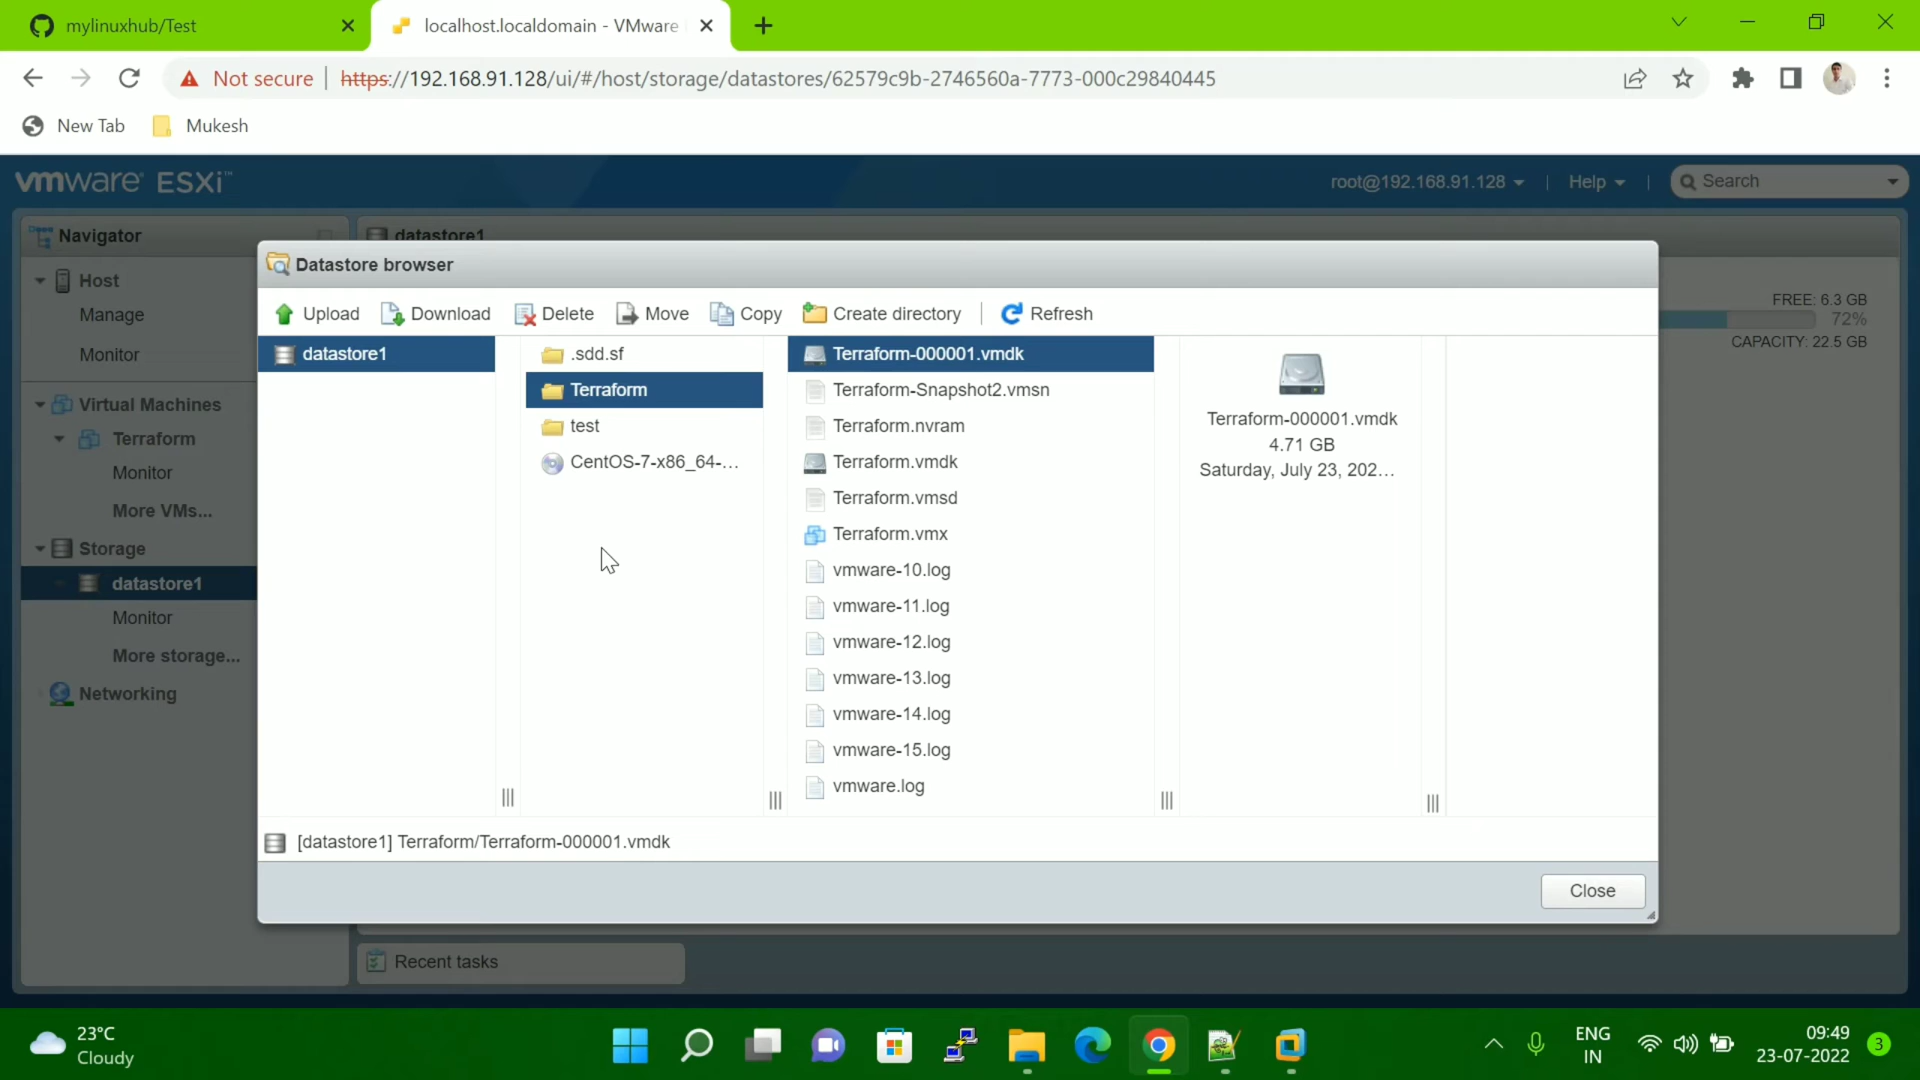 mylinuxhub/Test
localhost.localdomain - VMware
Not secure https://192.168.91.128/ui/#/host/storage/datastores/62579c9b-2746560a-7773-000c29840445
New Tab Mukesh
vmware ESXi™
root@192.168.91.128 | Help | Search
Navigator
datastore1
Host
Manage
Monitor
Virtual Machines
Terraform
Monitor
More VMs...
Storage
datastore1
Monitor
More storage...
Networking
FREE: 6.3 GB
72%
CAPACITY: 22.5 GB
Datastore browser
Upload Download Delete Move Copy Create directory | Refresh
datastore1
.sdd.sf
Terraform
test
CentOS-7-x86_64-...
Terraform-000001.vmdk
Terraform-Snapshot2.vmsn
Terraform.nvram
Terraform.vmdk
Terraform.vmsd
Terraform.vmx
vmware-10.log
vmware-11.log
vmware-12.log
vmware-13.log
vmware-14.log
vmware-15.log
vmware.log
Terraform-000001.vmdk
4.71 GB
Saturday, July 23, 202...
[datastore1] Terraform/Terraform-000001.vmdk
Close
Recent tasks
23°C
Cloudy
ENG
IN
09:49
23-07-2022
3